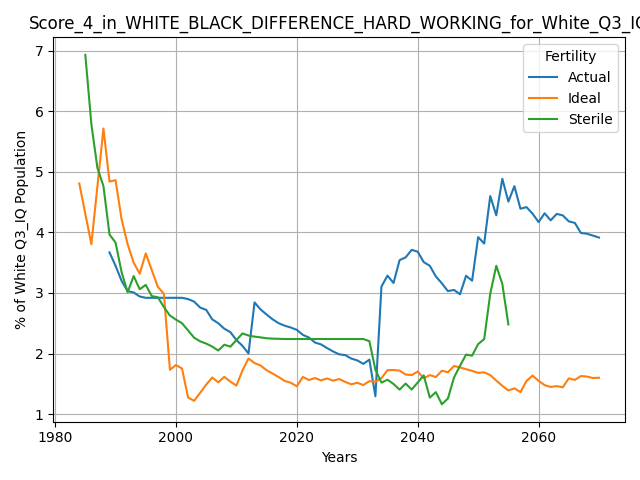 Score_4_in_WHITE_BLACK_DIFFERENCE_HARD_WORKING_for_White_Q3_IQ
Fertility
Actual
Ideal
Sterile
% of White Q3_IQ Population
7
6
5
4
3
2
1
1980
2000
2020
2040
2060
Years